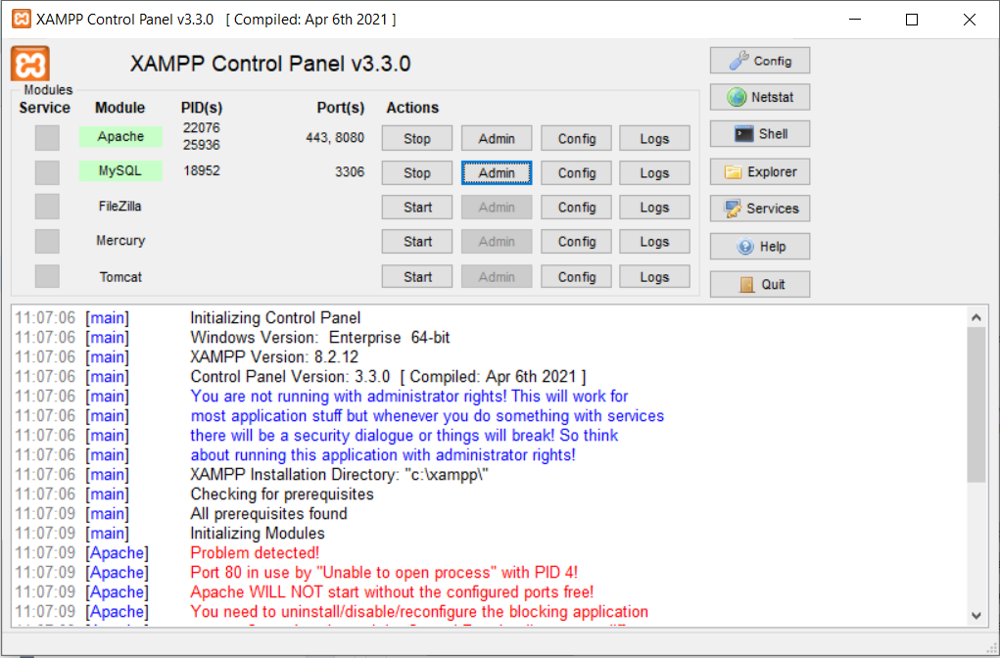 XAMPP Control Panel v3.3.0 [ Compiled: Apr 6th 2021 ]
XAMPP Control Panel v3.3.0
Config
Modules
Service Module PID(s) Port(s) Actions
Netstat
Apache 22076 25936 443, 8080 Stop Admin Config Logs
Shell
MySQL 18952 3306 Stop Admin Config Logs
Explorer
FileZilla Start Admin Config Logs
Services
Mercury Start Admin Config Logs
Help
Tomcat Start Admin Config Logs
Quit
11:07:06 [main] Initializing Control Panel
11:07:06 [main] Windows Version: Enterprise 64-bit
11:07:06 [main] XAMPP Version: 8.2.12
11:07:06 [main] Control Panel Version: 3.3.0 [ Compiled: Apr 6th 2021 ]
11:07:06 [main] You are not running with administrator rights! This will work for
11:07:06 [main] most application stuff but whenever you do something with services
11:07:06 [main] there will be a security dialogue or things will break! So think
11:07:06 [main] about running this application with administrator rights!
11:07:06 [main] XAMPP Installation Directory: "c:\xampp\"
11:07:06 [main] Checking for prerequisites
11:07:09 [main] All prerequisites found
11:07:09 [main] Initializing Modules
11:07:09 [Apache] Problem detected!
11:07:09 [Apache] Port 80 in use by "Unable to open process" with PID 4!
11:07:09 [Apache] Apache WILL NOT start without the configured ports free!
11:07:09 [Apache] You need to uninstall/disable/reconfigure the blocking application